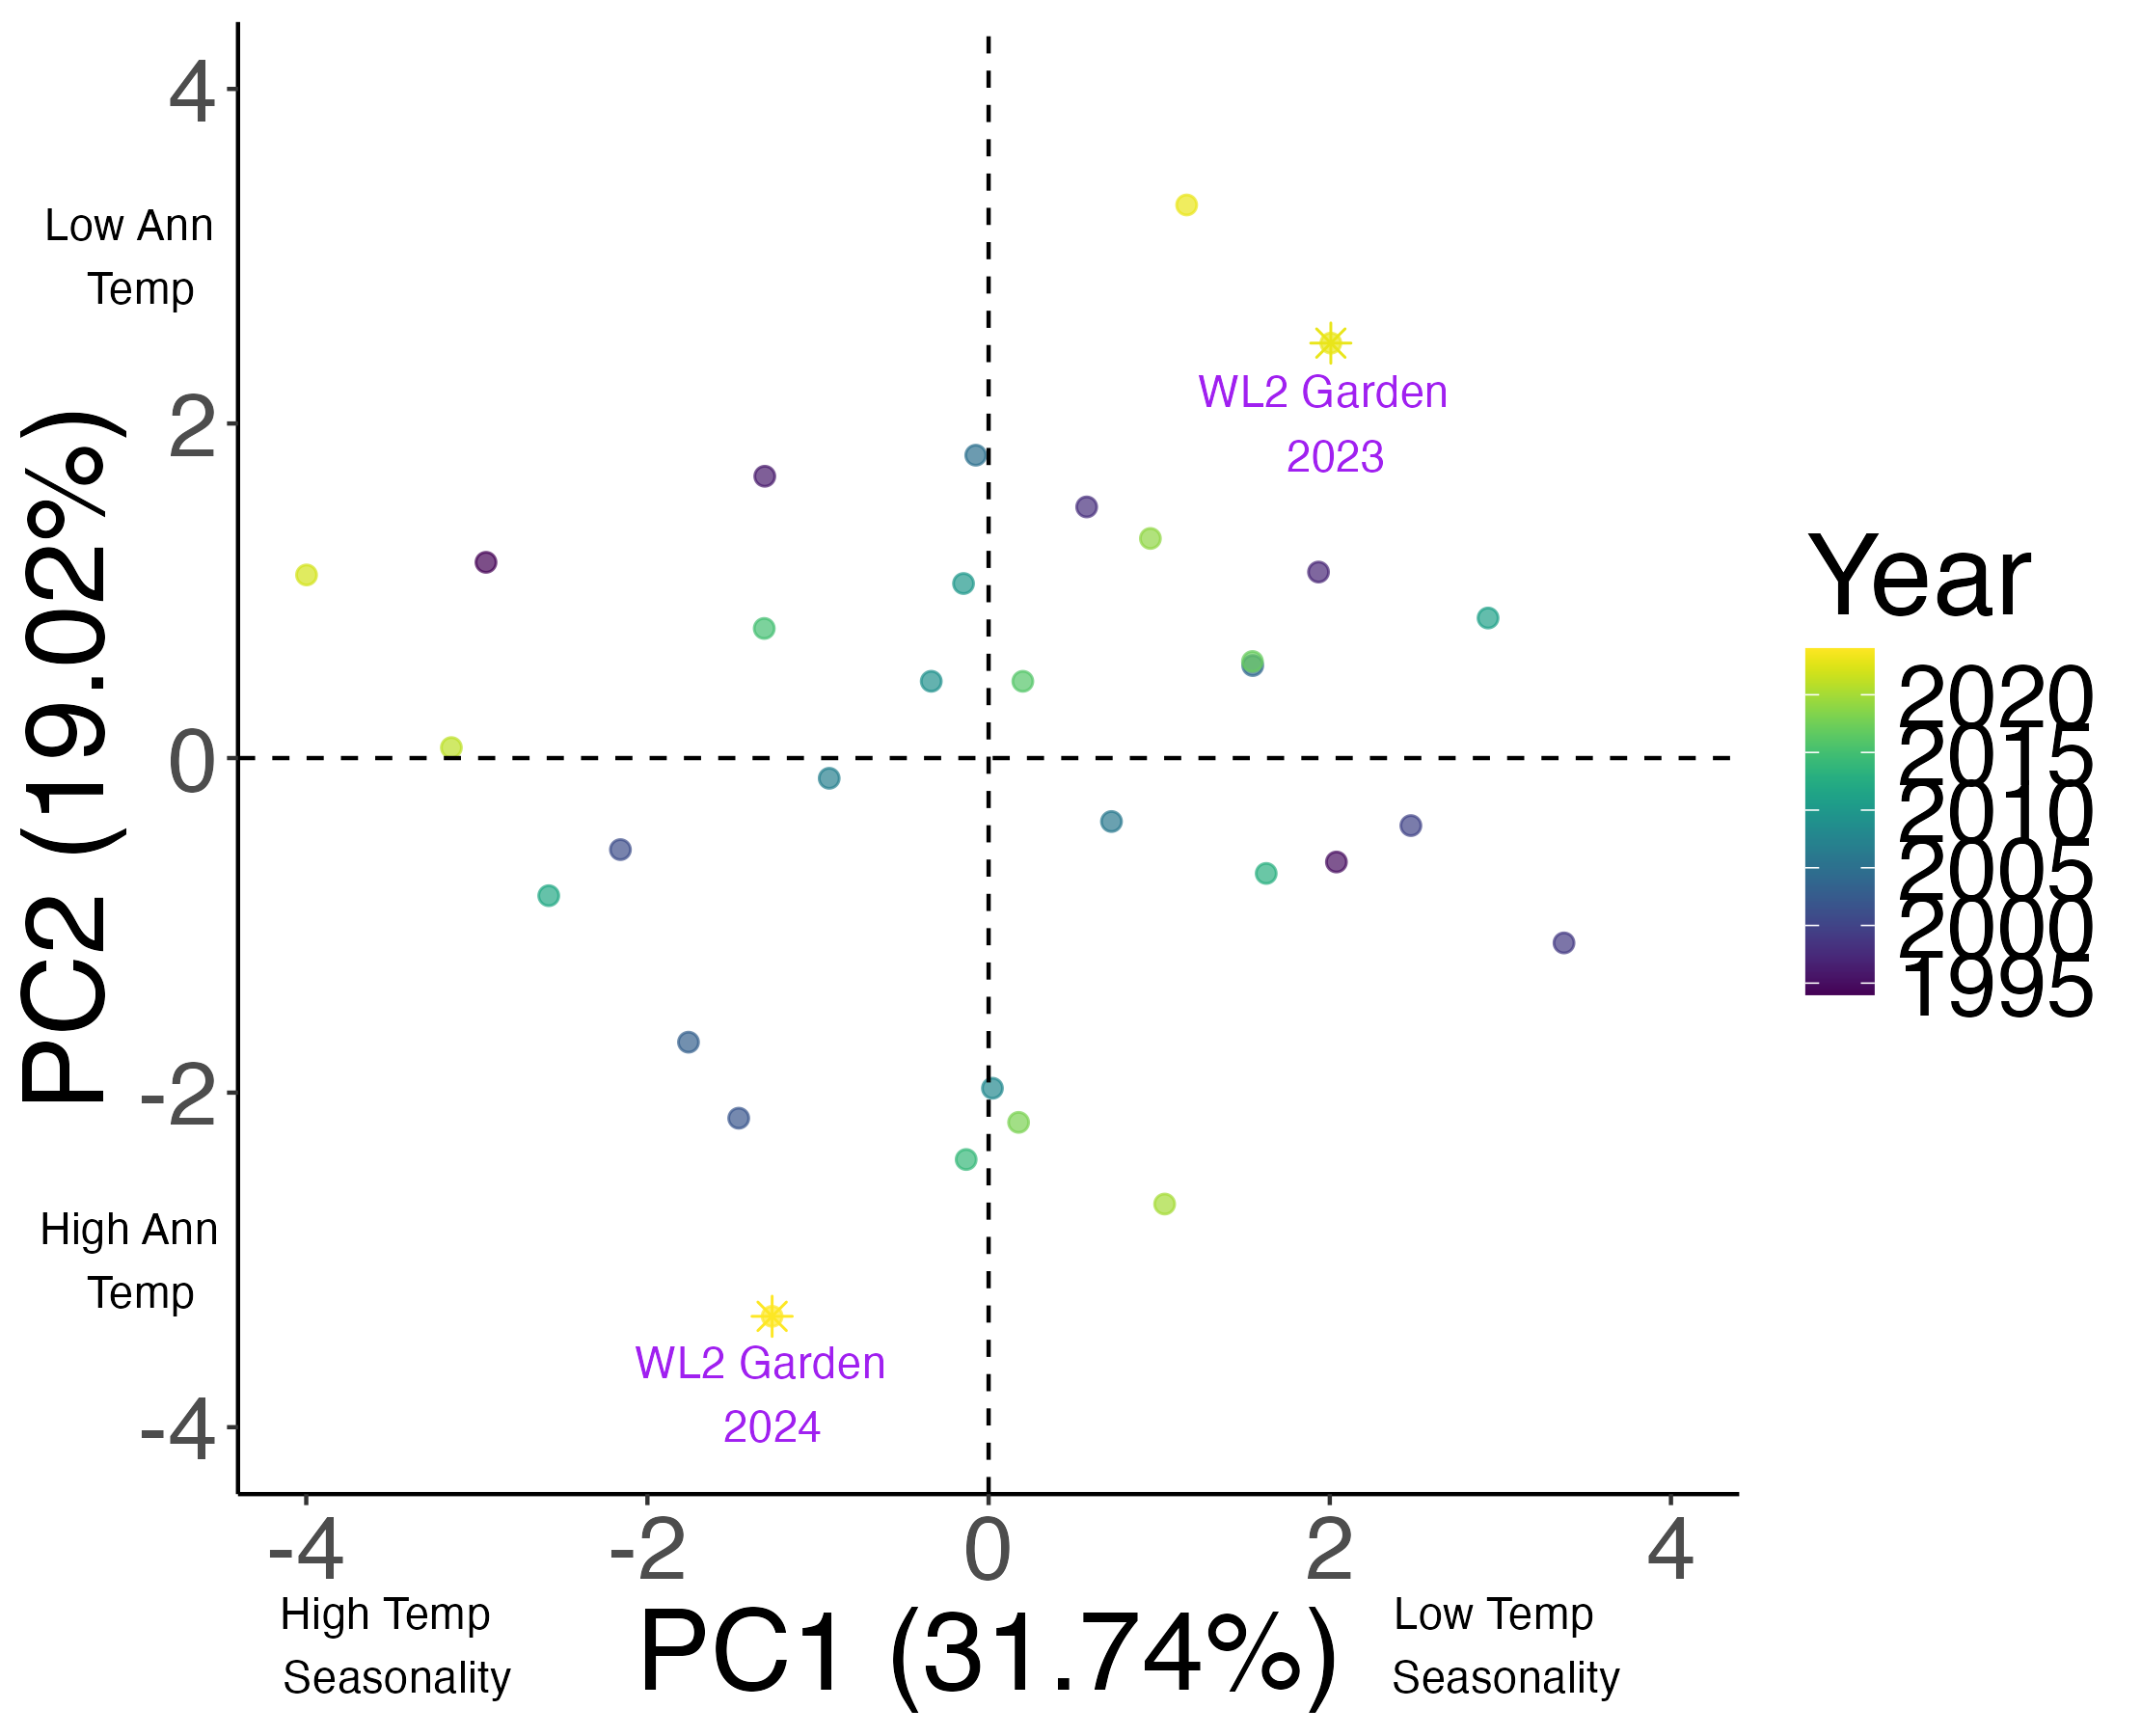 4
Low Ann
Temp
2
0
-2
High Ann
Temp
-4
PC2 (19.02%)
WL2 Garden
2023
WL2 Garden
2024
Year
2020
2015
2010
2005
2000
1995
-4
-2
0
2
4
High Temp
Seasonality
PC1 (31.74%)
Low Temp
Seasonality